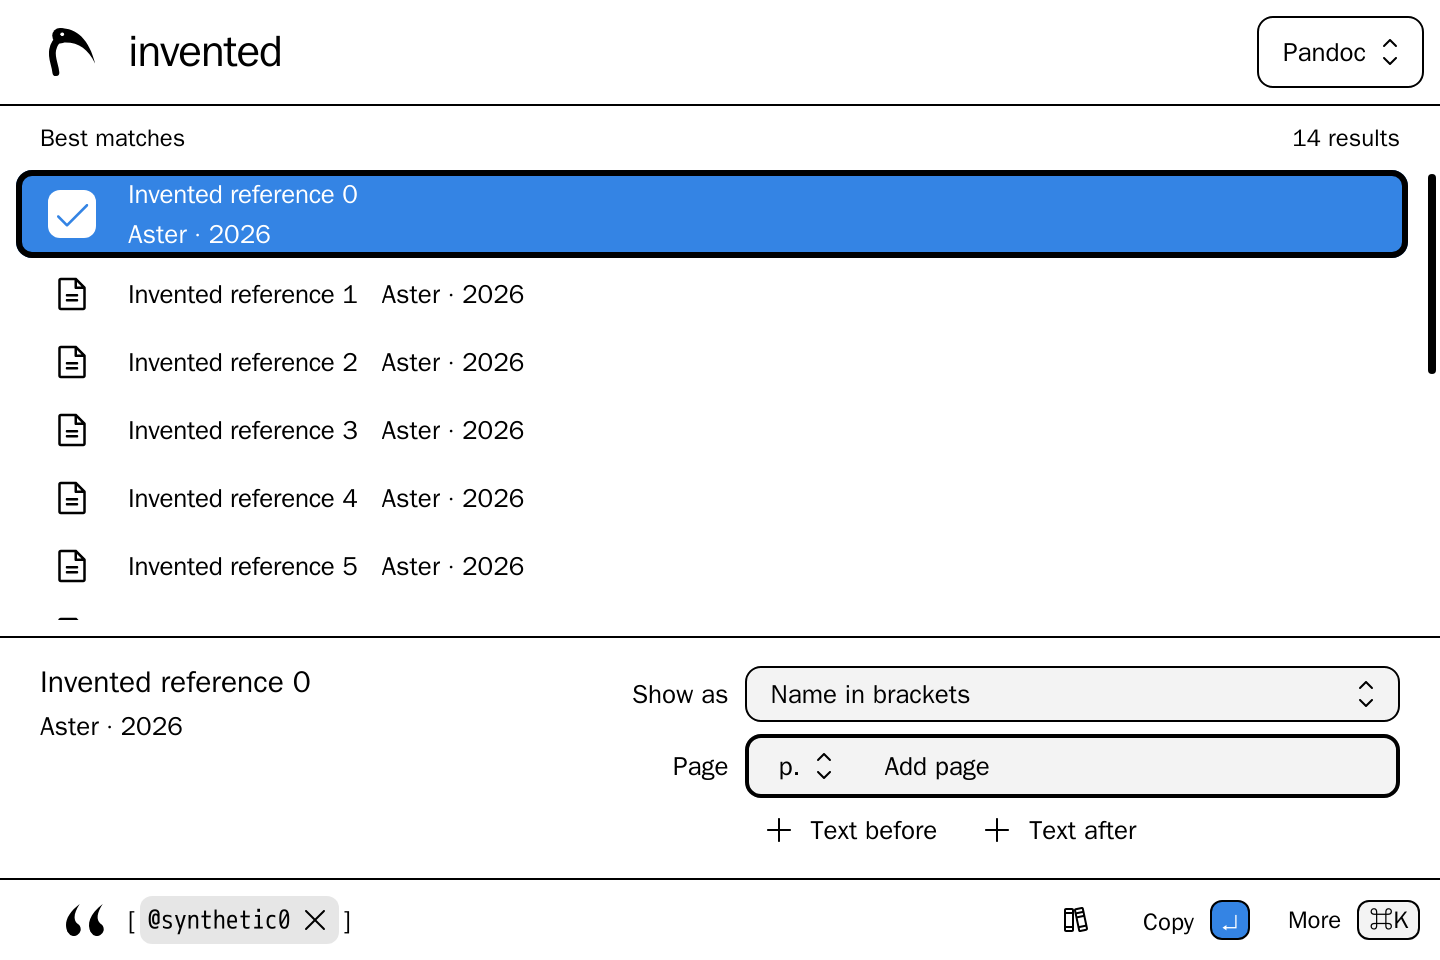 invented
Pandoc
Best matches
14 results
Invented reference 0
Aster · 2026
Invented reference 1 Aster · 2026
Invented reference 2 Aster · 2026
Invented reference 3 Aster · 2026
Invented reference 4 Aster · 2026
Invented reference 5 Aster · 2026
Invented reference 0
Aster · 2026
Show as Name in brackets
Page p. Add page
Text before Text after
[ @synthetic0 ]
Copy More ⌘K